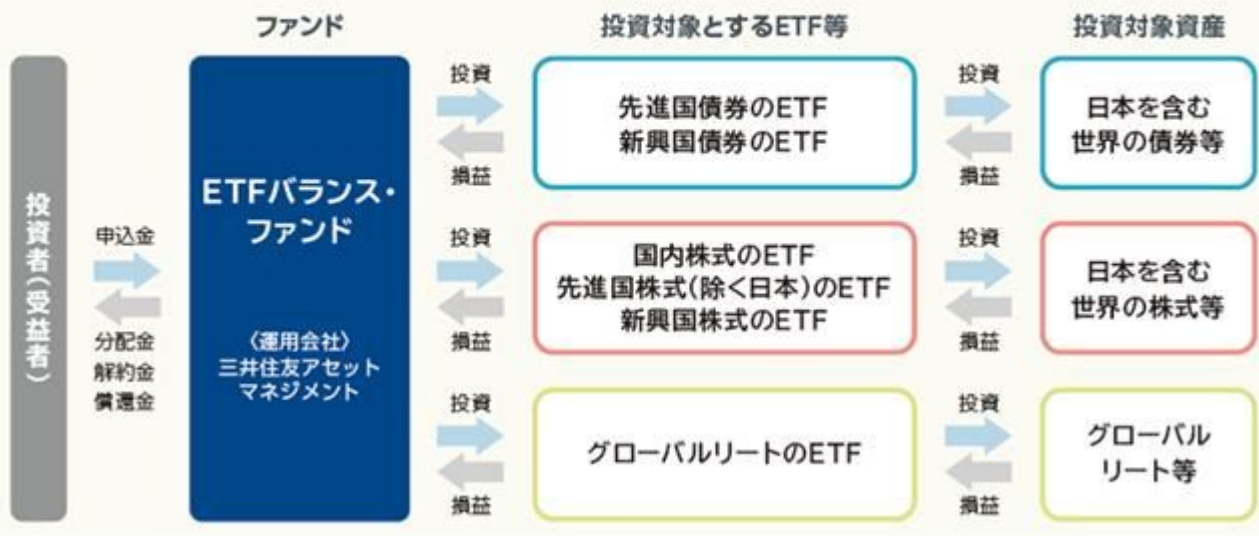 ファンド
投資対象とするETF等
投資対象資産
投資者(受益者)
申込金
分配金
解約金
償還金
ETFバランス・
ファンド
〈運用会社〉
三井住友アセット
マネジメント
投資
損益
先進国債券のETF
新興国債券のETF
投資
損益
日本を含む
世界の債券等
投資
損益
国内株式のETF
先進国株式(除く日本)のETF
新興国株式のETF
投資
損益
日本を含む
世界の株式等
投資
損益
グローバルリートのETF
投資
損益
グローバル
リート等